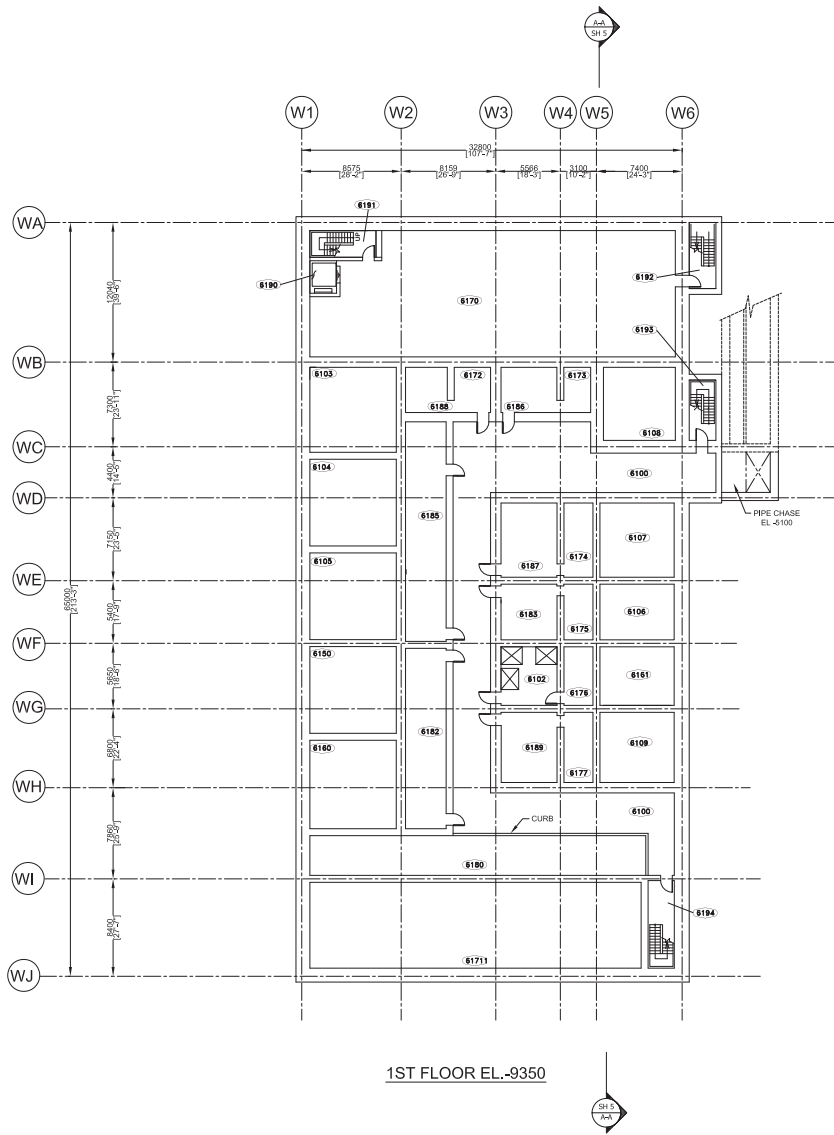 A-A
SH 5
W1
W2
W3
W4
W5
W6
32800
[107'-7"]
8575
[28'-2"]
8159
[26'-9"]
5566
[18'-3"]
3100
[10'-2"]
7400
[24'-3"]
WA
WB
WC
WD
WE
WF
WG
WH
WI
WJ
65000
[213'-3"]
12040
[39'-6"]
7300
[23'-11"]
4400
[14'-5"]
7150
[23'-5"]
5400
[17'-9"]
5650
[18'-6"]
6800
[22'-4"]
7860
[25'-9"]
8400
[27'-7"]
6191
UP
6190
6192
6170
6193
6103
6172
6173
6188
6186
6108
6104
6100
6185
PIPE CHASE
EL -5100
6107
6174
6187
6105
6106
6183
6175
6150
6161
6102
6176
6182
6160
6109
6189
6177
6100
CURB
6180
6194
61711
1ST FLOOR EL.-9350
SH 5
A-A